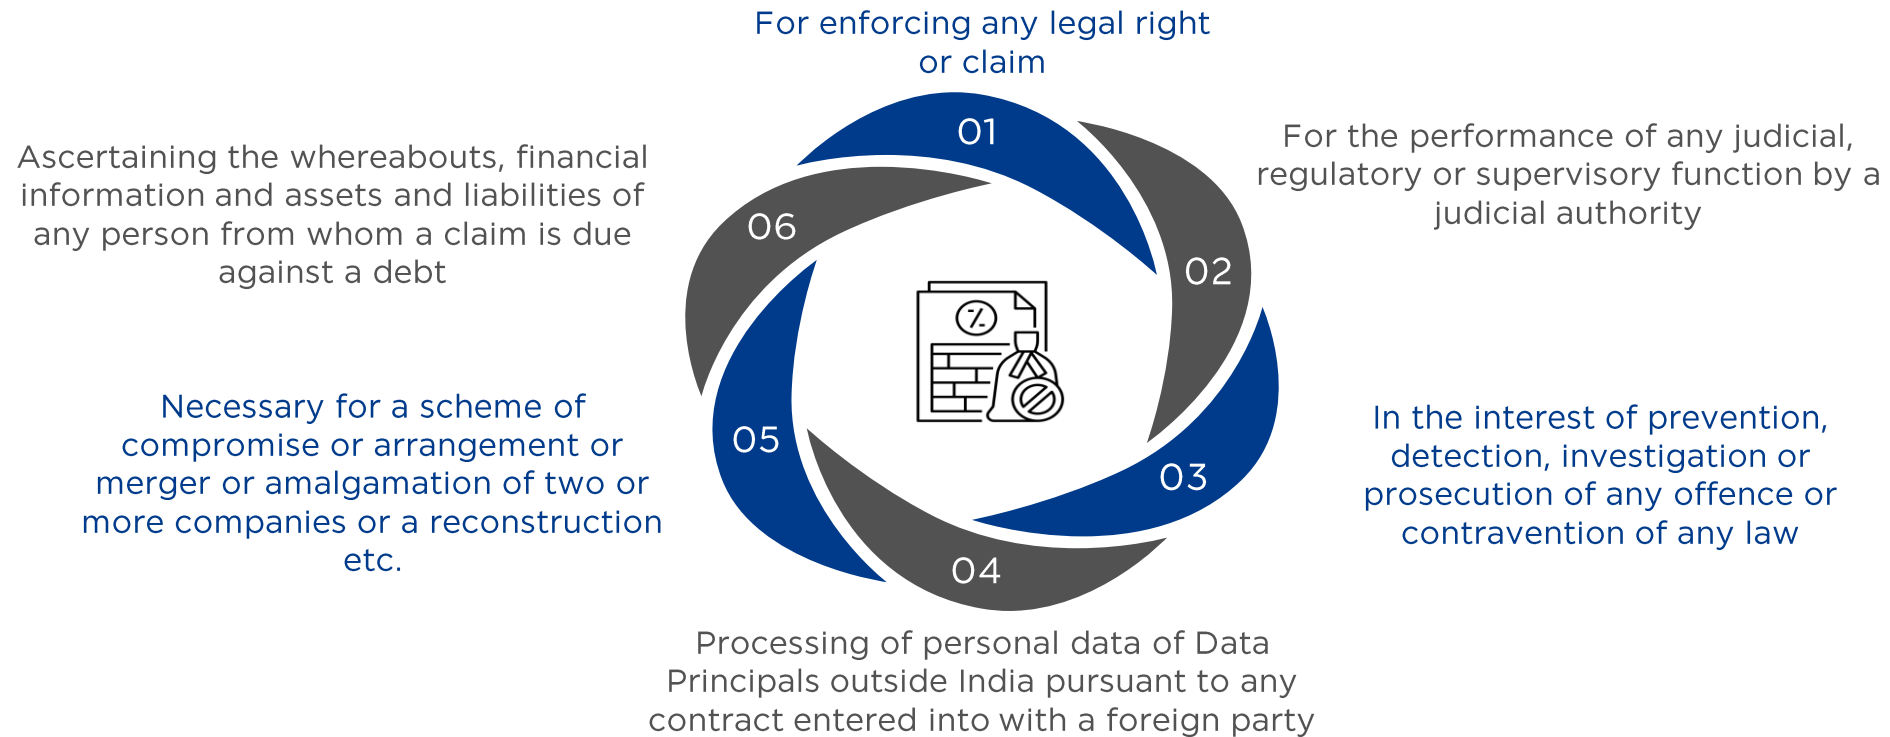 For enforcing any legal right
or claim
01
For the performance of any judicial,
regulatory or supervisory function by a
judicial authority
02
In the interest of prevention,
detection, investigation or
prosecution of any offence or
contravention of any law
03
04
Processing of personal data of Data
Principals outside India pursuant to any
contract entered into with a foreign party
05
Necessary for a scheme of
compromise or arrangement or
merger or amalgamation of two or
more companies or a reconstruction
etc.
06
Ascertaining the whereabouts, financial
information and assets and liabilities of
any person from whom a claim is due
against a debt